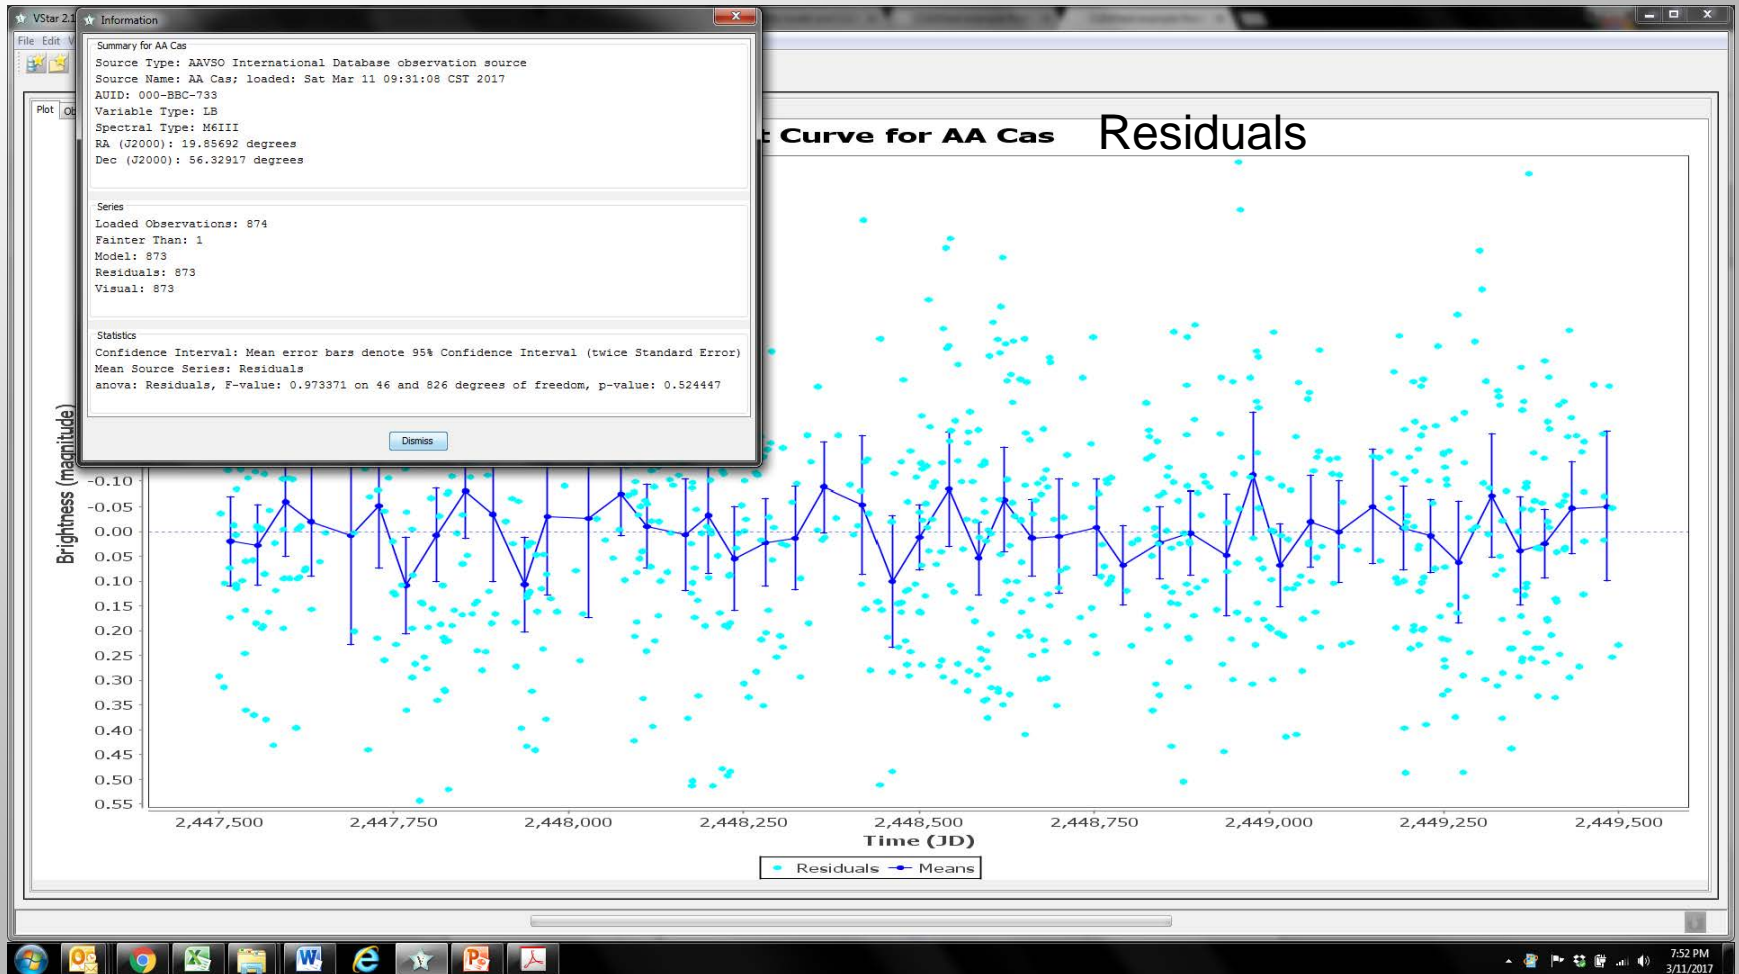 VStar 2.1
Information
File Edit V
Summary for AA Cas
Source Type: AAVSO International Database observation source
Source Name: AA Cas; loaded: Sat Mar 11 09:31:08 CST 2017
AUID: 000-BBC-733
Variable Type: LB
Spectral Type: M6III
RA (J2000): 19.85692 degrees
Dec (J2000): 56.32917 degrees
Series
Loaded Observations: 874
Fainter Than: 1
Model: 873
Residuals: 873
Visual: 873
Statistics
Confidence Interval: Mean error bars denote 95% Confidence Interval (twice Standard Error)
Mean Source Series: Residuals
anova: Residuals, F-value: 0.973371 on 46 and 826 degrees of freedom, p-value: 0.524447
Dismiss
Plot Ob
t Curve for AA Cas Residuals
Brightness (magnitude)
-0.10
-0.05
0.00
0.05
0.10
0.15
0.20
0.25
0.30
0.35
0.40
0.45
0.50
0.55
2,447,500 2,447,750 2,448,000 2,448,250 2,448,500 2,448,750 2,449,000 2,449,250 2,449,500
Time (JD)
Residuals Means
7:52 PM
3/11/2017